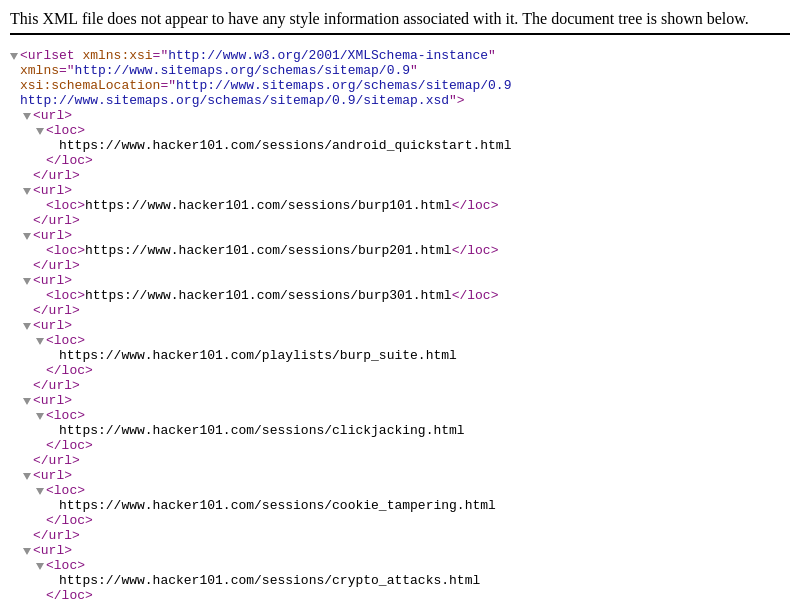 This XML file does not appear to have any style information associated with it. The document tree is shown below.
<urlset xmlns:xsi="http://www.w3.org/2001/XMLSchema-instance"
xmlns="http://www.sitemaps.org/schemas/sitemap/0.9"
xsi:schemaLocation="http://www.sitemaps.org/schemas/sitemap/0.9
http://www.sitemaps.org/schemas/sitemap/0.9/sitemap.xsd">
<url>
<loc>
https://www.hacker101.com/sessions/android_quickstart.html
</loc>
</url>
<url>
<loc>https://www.hacker101.com/sessions/burp101.html</loc>
</url>
<url>
<loc>https://www.hacker101.com/sessions/burp201.html</loc>
</url>
<url>
<loc>https://www.hacker101.com/sessions/burp301.html</loc>
</url>
<url>
<loc>
https://www.hacker101.com/playlists/burp_suite.html
</loc>
</url>
<url>
<loc>
https://www.hacker101.com/sessions/clickjacking.html
</loc>
</url>
<url>
<loc>
https://www.hacker101.com/sessions/cookie_tampering.html
</loc>
</url>
<url>
<loc>
https://www.hacker101.com/sessions/crypto_attacks.html
</loc>